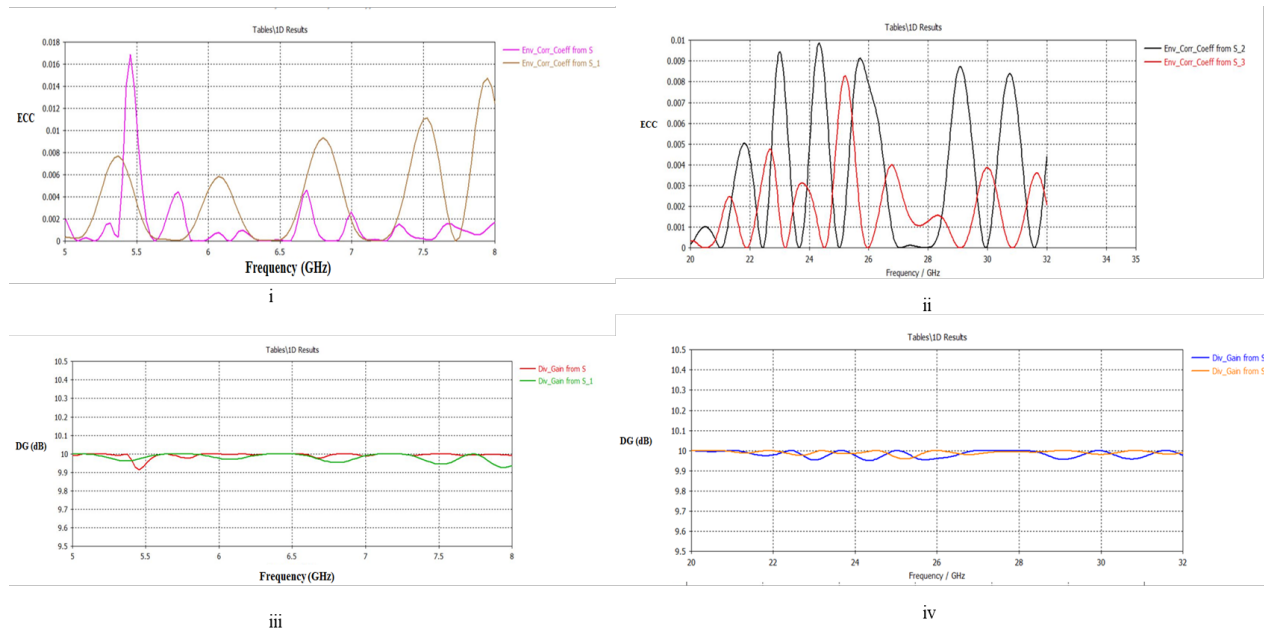 Tables\1D Results
Env_Corr_Coeff from S
Env_Corr_Coeff from S_1
0.018
0.016
0.014
0.012
0.01
0.008
0.006
0.004
0.002
0
ECC
5 5.5 6 6.5 7 7.5 8
Frequency (GHz)
i
Tables\1D Results
Env_Corr_Coeff from S_2
Env_Corr_Coeff from S_3
0.01
0.009
0.008
0.007
0.006
0.005
0.004
0.003
0.002
0.001
0
ECC
20 22 24 26 28 30 32 34 35
Frequency / GHz
ii
Tables\1D Results
Div_Gain from S
Div_Gain from S_1
10.5
10.4
10.3
10.2
10.1
10
9.9
9.8
9.7
9.6
9.5
DG (dB)
5 5.5 6 6.5 7 7.5 8
Frequency (GHz)
iii
Tables\1D Results
Div_Gain from S
Div_Gain from S
10.5
10.4
10.3
10.2
10.1
10
9.9
9.8
9.7
9.6
9.5
DG (dB)
20 22 24 26 28 30 32
Frequency / GHz
iv